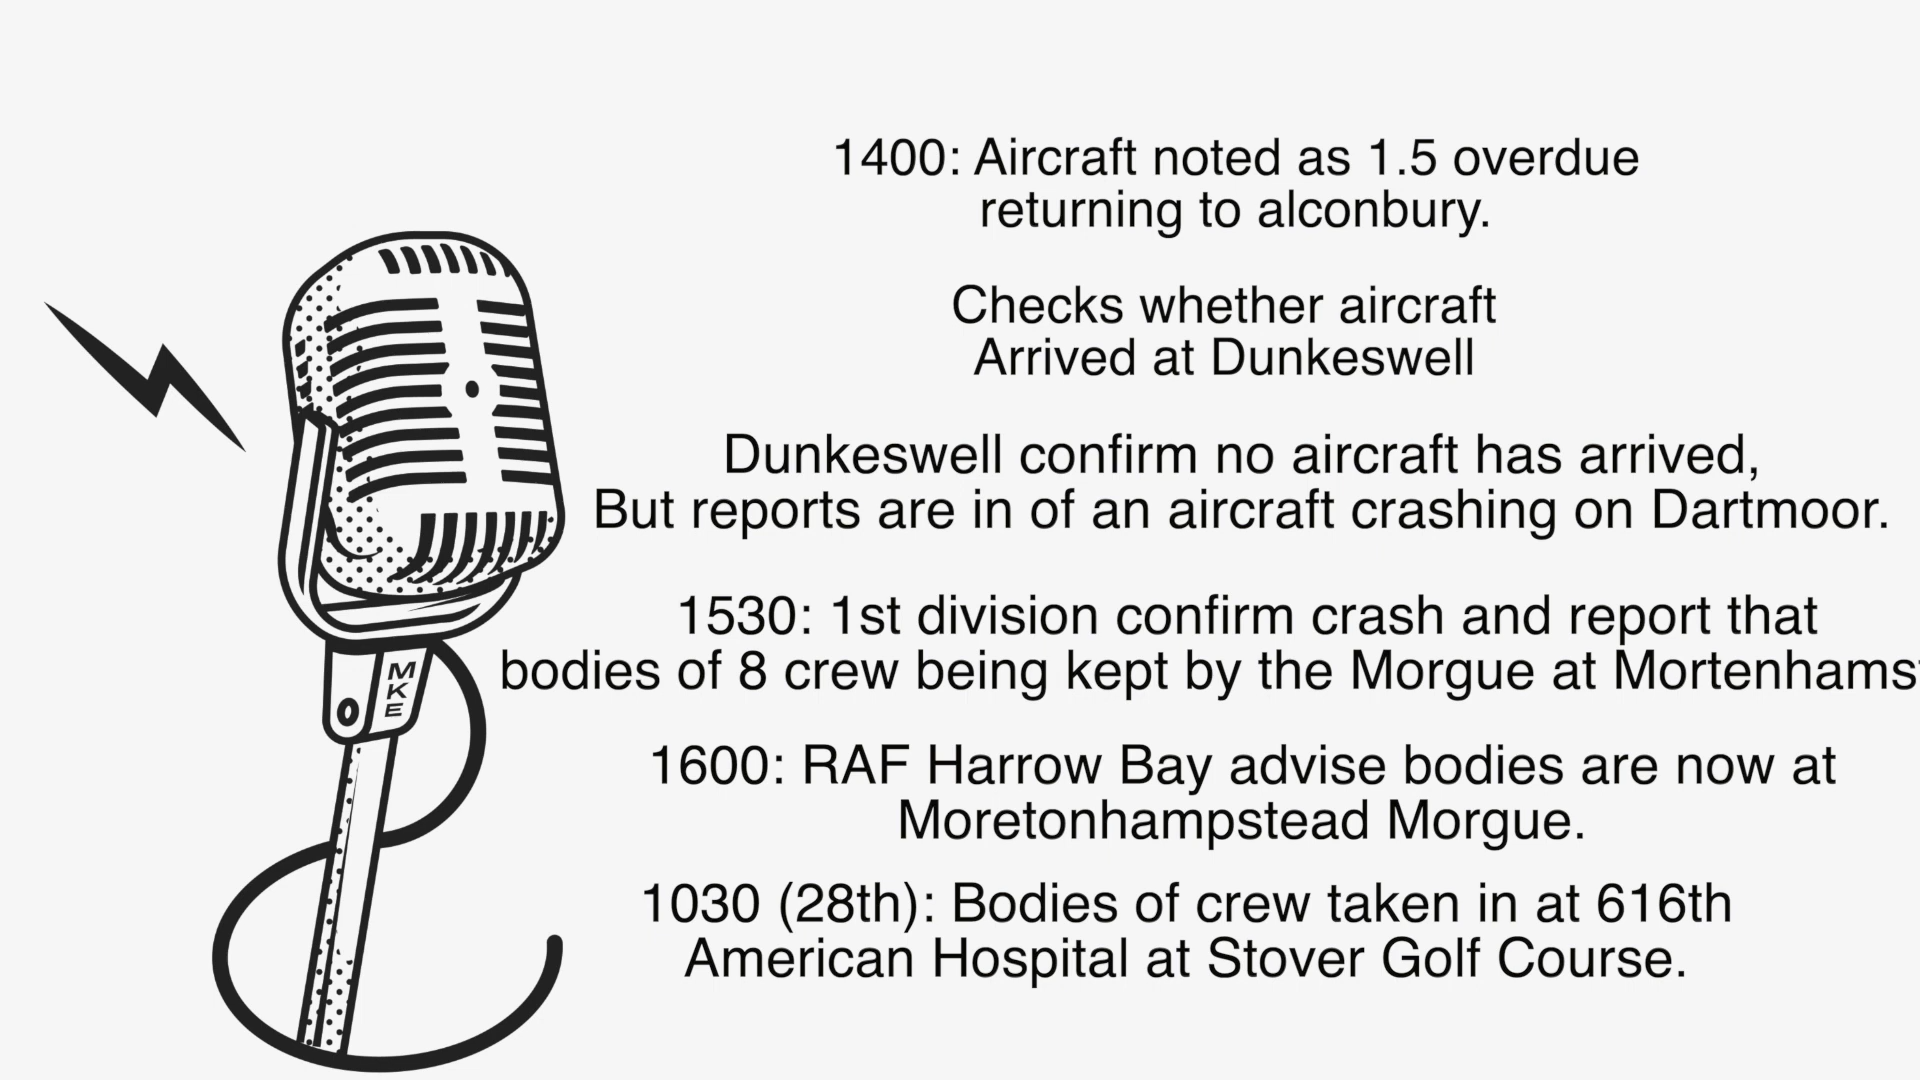 1400: Aircraft noted as 1.5 overdue
returning to alconbury.
Checks whether aircraft
Arrived at Dunkeswell
Dunkeswell confirm no aircraft has arrived,
But reports are in of an aircraft crashing on Dartmoor.
1530: 1st division confirm crash and report that
bodies of 8 crew being kept by the Morgue at
1600: RAF Harrow Bay advise bodies are now at
Moretonhampstead Morgue.
1030 (28th): Bodies of crew taken in at 616th
American Hospital at Stover Golf Course.
MKE